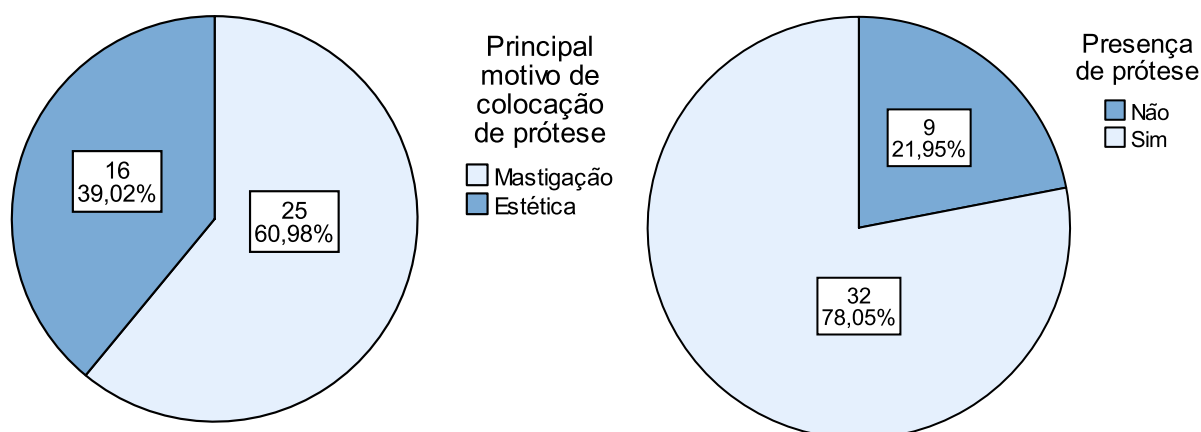 16
39,02%
25
60,98%
Principal
motivo de
colocação
de prótese
Mastigação
Estética
9
21,95%
32
78,05%
Presença
de prótese
Não
Sim